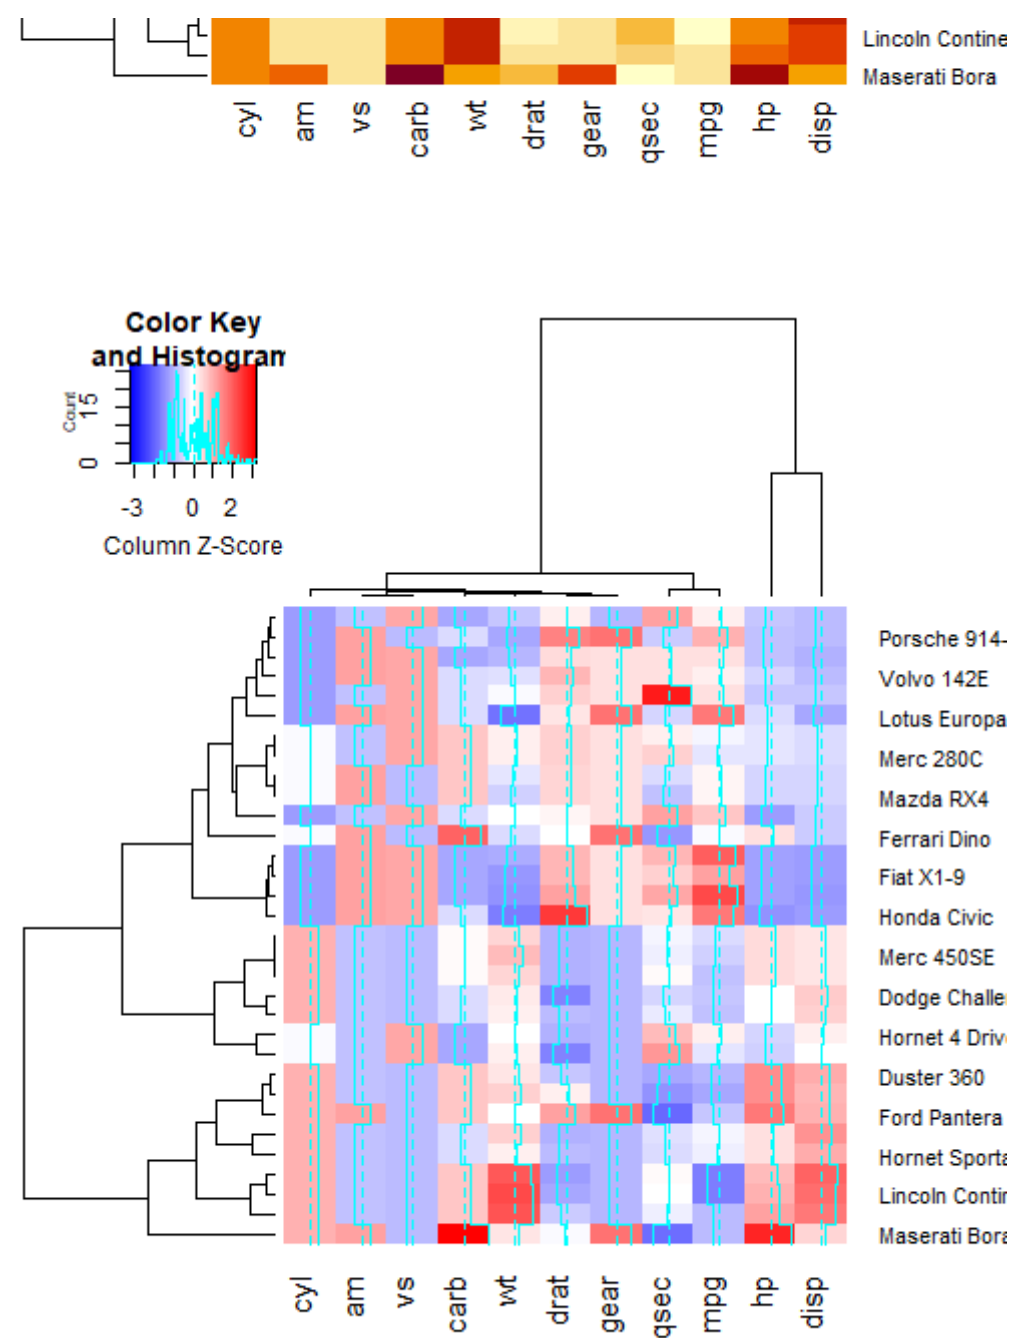 Lincoln Contine
Maserati Bora
cyl am vs carb wt drat gear qsec mpg hp disp
Color Key
and Histogram
Count
0 15
-3 0 2
Column Z-Score
Porsche 914-
Volvo 142E
Lotus Europa
Merc 280C
Mazda RX4
Ferrari Dino
Fiat X1-9
Honda Civic
Merc 450SE
Dodge Challe
Hornet 4 Driv
Duster 360
Ford Pantera
Hornet Sporta
Lincoln Contin
Maserati Bora
cyl am vs carb wt drat gear qsec mpg hp disp